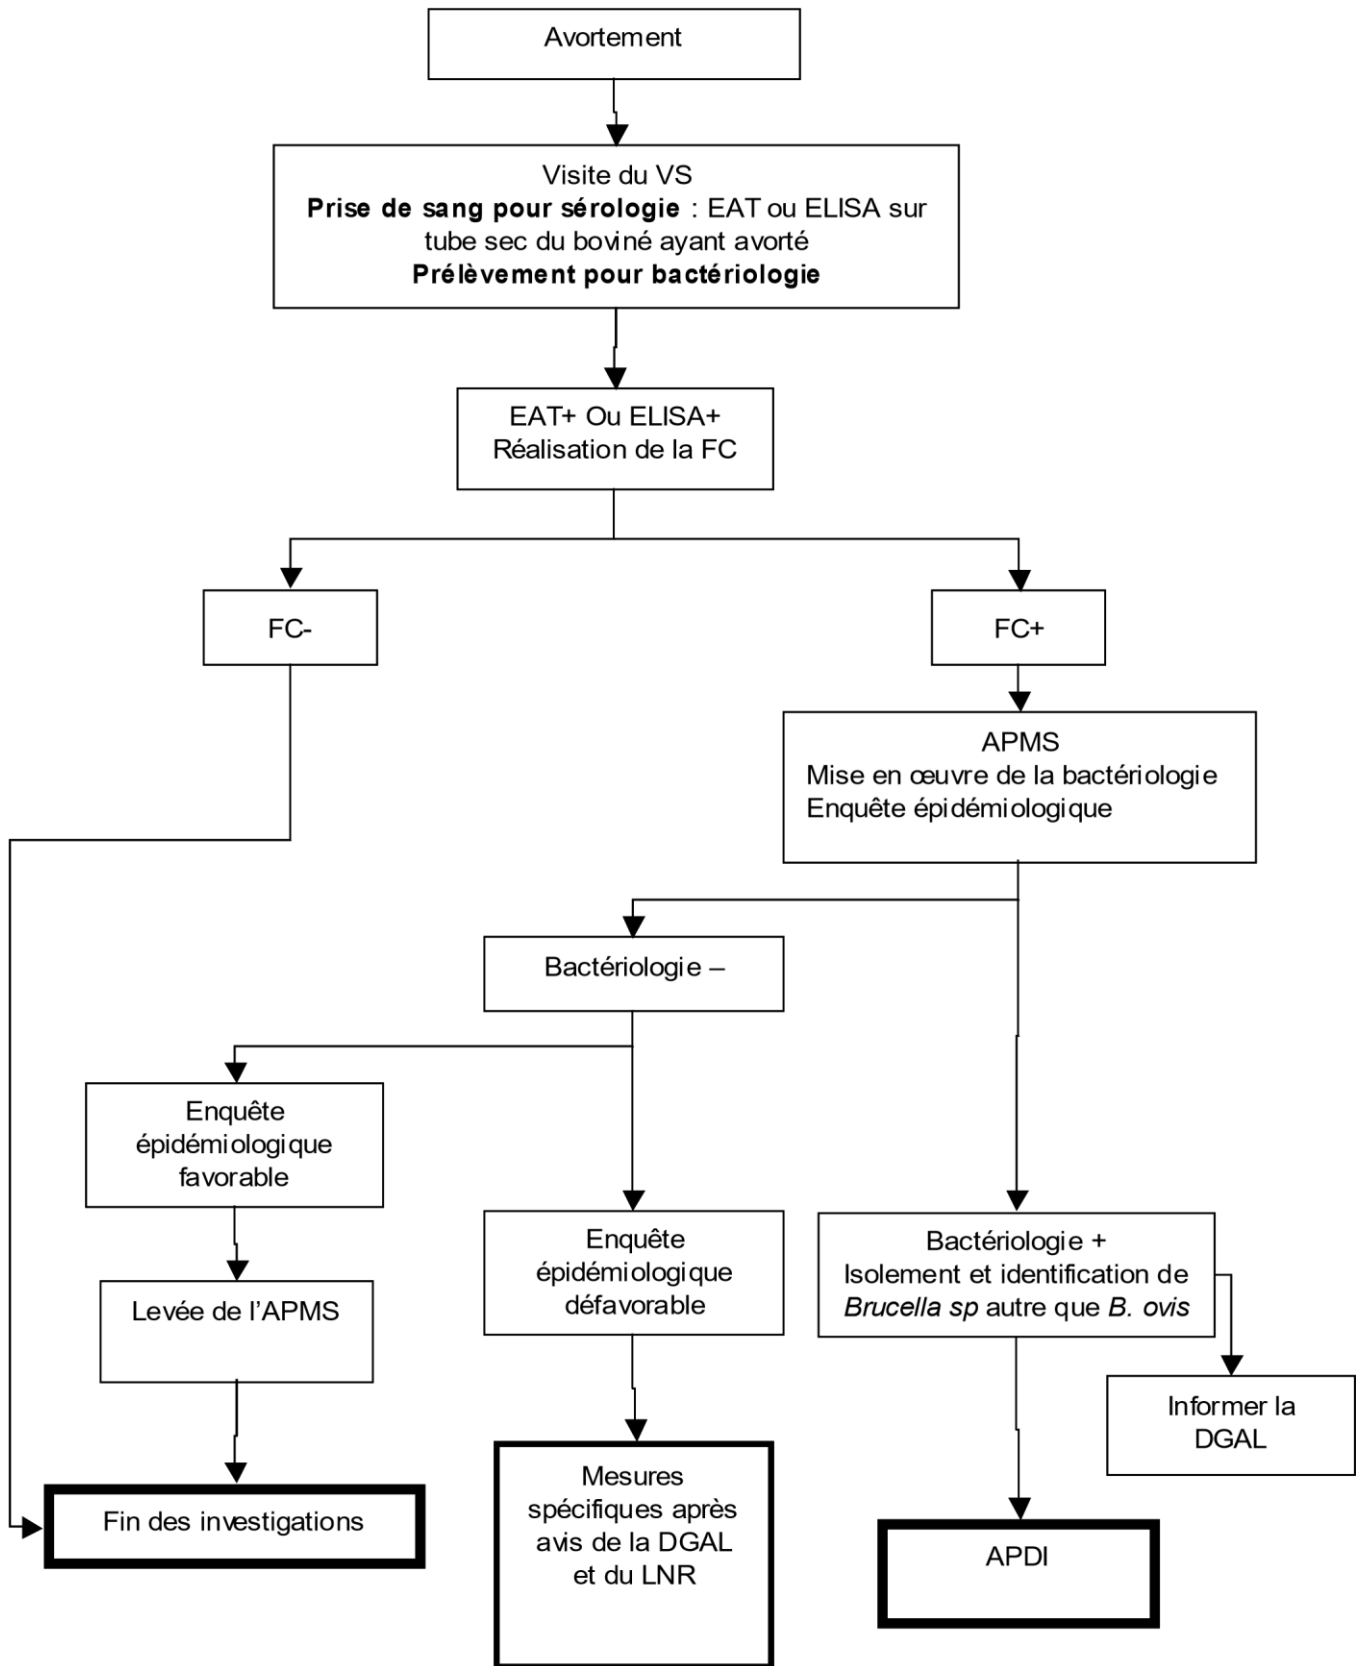 Avortement
Visite du VS
Prise de sang pour sérologie : EAT ou ELISA sur
tube sec du boviné ayant avorté
Prélèvement pour bactériologie
EAT+ Ou ELISA+
Réalisation de la FC
FC-
FC+
APMS
Mise en œuvre de la bactériologie
Enquête épidémiologique
Bactériologie –
Enquête
épidémiologique
favorable
Enquête
épidémiologique
défavorable
Bactériologie +
Isolement et identification de
Brucella sp autre que B. ovis
Levée de l'APMS
Informer la
DGAL
Fin des investigations
Mesures
spécifiques après
avis de la DGAL
et du LNR
APDI